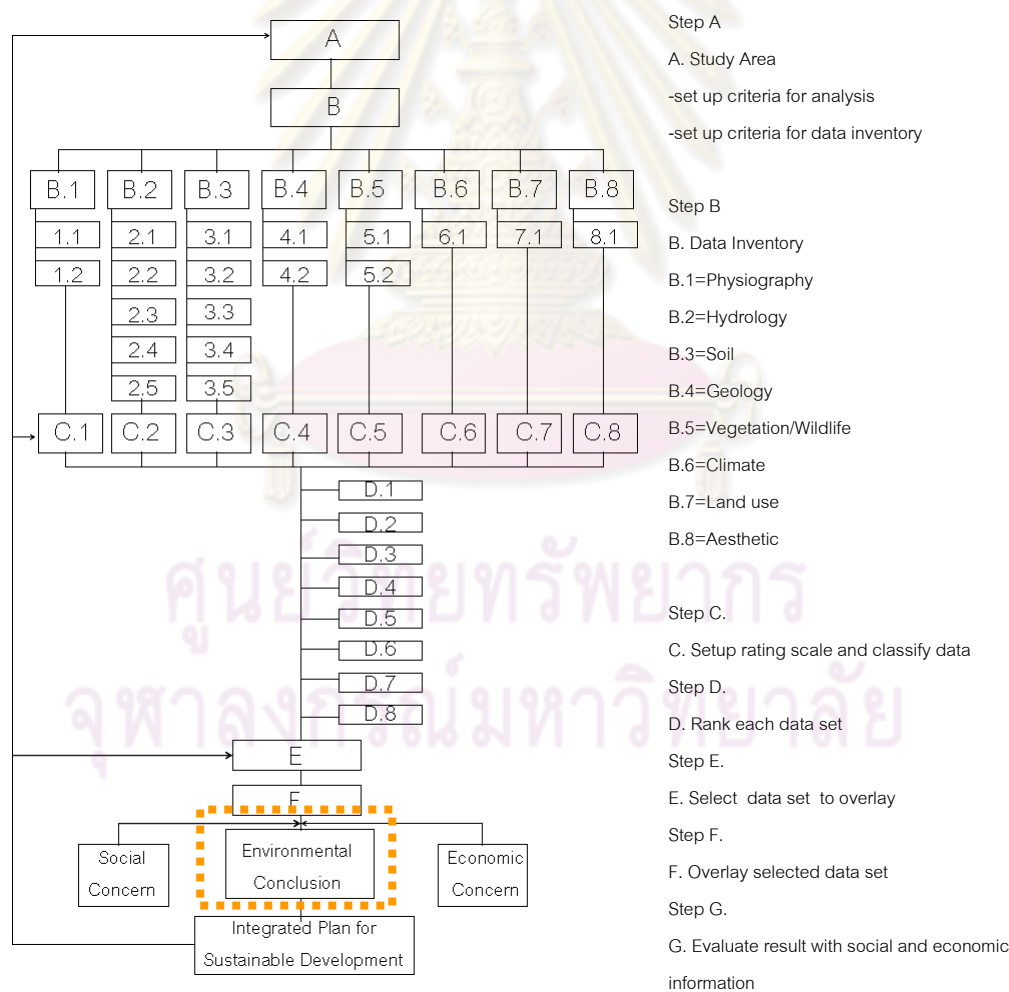 A
B
B.1 B.2 B.3 B.4 B.5 B.6 B.7 B.8
1.1 2.1 3.1 4.1 5.1 6.1 7.1 8.1
1.2 2.2 3.2 4.2 5.2
2.3 3.3
2.4 3.4
2.5 3.5
C.1 C.2 C.3 C.4 C.5 C.6 C.7 C.8
D.1
D.2
D.3
D.4
D.5
D.6
D.7
D.8
E
F
Social
Concern
Environmental
Conclusion
Economic
Concern
Integrated Plan for
Sustainable Development
Step A
A. Study Area
-set up criteria for analysis
-set up criteria for data inventory
Step B
B. Data Inventory
B.1=Physiography
B.2=Hydrology
B.3=Soil
B.4=Geology
B.5=Vegetation/Wildlife
B.6=Climate
B.7=Land use
B.8=Aesthetic
Step C.
C. Setup rating scale and classify data
Step D.
D. Rank each data set
Step E.
E. Select data set to overlay
Step F.
F. Overlay selected data set
Step G.
G. Evaluate result with social and economic
information
ศูนย์วิทยทรัพยากร
จุฬาลงกรณ์มหาวิทยาลัย